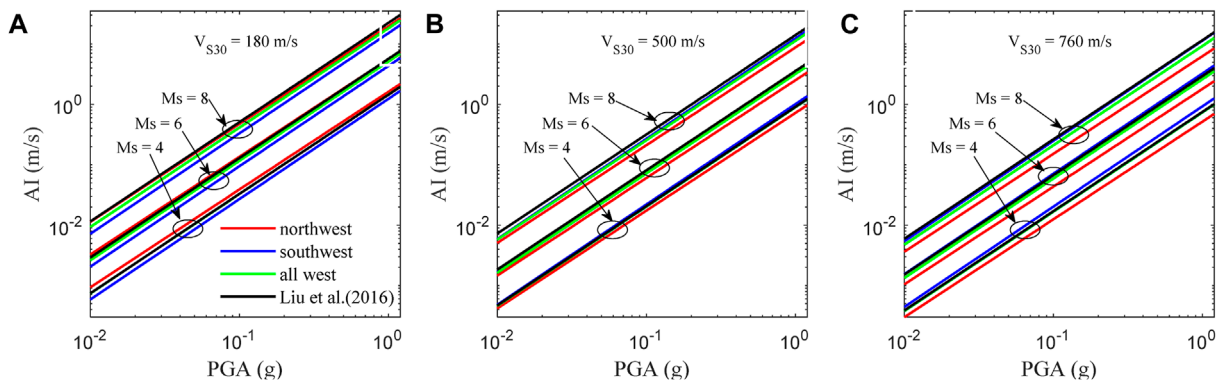 A
V_S30 = 180 m/s
Ms = 8
Ms = 6
Ms = 4
northwest
southwest
all west
Liu et al.(2016)
AI (m/s)
10^0
10^-2
10^-2
10^-1
10^0
PGA (g)
B
V_S30 = 500 m/s
Ms = 8
Ms = 6
Ms = 4
AI (m/s)
10^0
10^-2
10^-2
10^-1
10^0
PGA (g)
C
V_S30 = 760 m/s
Ms = 8
Ms = 6
Ms = 4
AI (m/s)
10^0
10^-2
10^-2
10^-1
10^0
PGA (g)